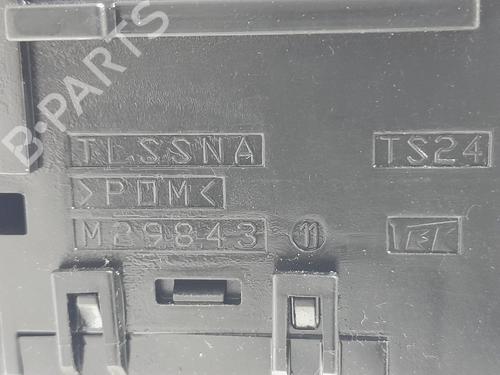 TLSSNA TS24
>POM<
M29843 11
B-PARTS